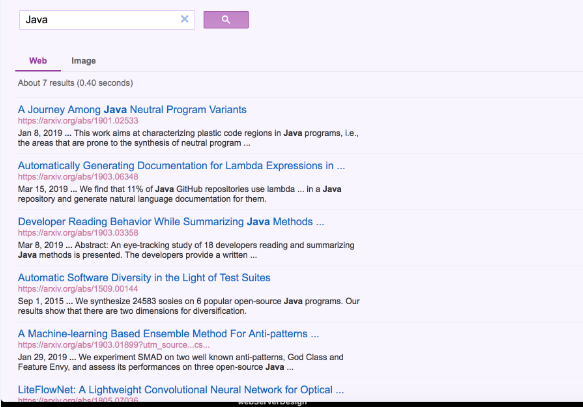 Java
Web Image
About 7 results (0.40 seconds)
A Journey Among Java Neutral Program Variants
https://arxiv.org/abs/1901.02533
Jan 8, 2019 ... This work aims at characterizing plastic code regions in Java programs, i.e.,
the areas that are prone to the synthesis of neutral program ...
Automatically Generating Documentation for Lambda Expressions in ...
https://arxiv.org/abs/1903.06348
Mar 15, 2019 ... We find that 11% of Java GitHub repositories use lambda ... in a Java
repository and generate natural language documentation for them.
Developer Reading Behavior While Summarizing Java Methods ...
https://arxiv.org/abs/1903.03358
Mar 8, 2019 ... Abstract: An eye-tracking study of 18 developers reading and summarizing
Java methods is presented. The developers provide a written ...
Automatic Software Diversity in the Light of Test Suites
https://arxiv.org/abs/1509.00144
Sep 1, 2015 ... We synthesize 24583 sosies on 6 popular open-source Java programs. Our
results show that there are two dimensions for diversification.
A Machine-learning Based Ensemble Method For Anti-patterns ...
https://arxiv.org/abs/1903.01899?utm_source...cs...
Jan 29, 2019 ... We experiment SMAD on two well known anti-patterns, God Class and
Feature Envy, and assess its performances on three open-source Java ...
LiteFlowNet: A Lightweight Convolutional Neural Network for Optical ...
https://arxiv.org/abs/1805.07036
webServerDesign